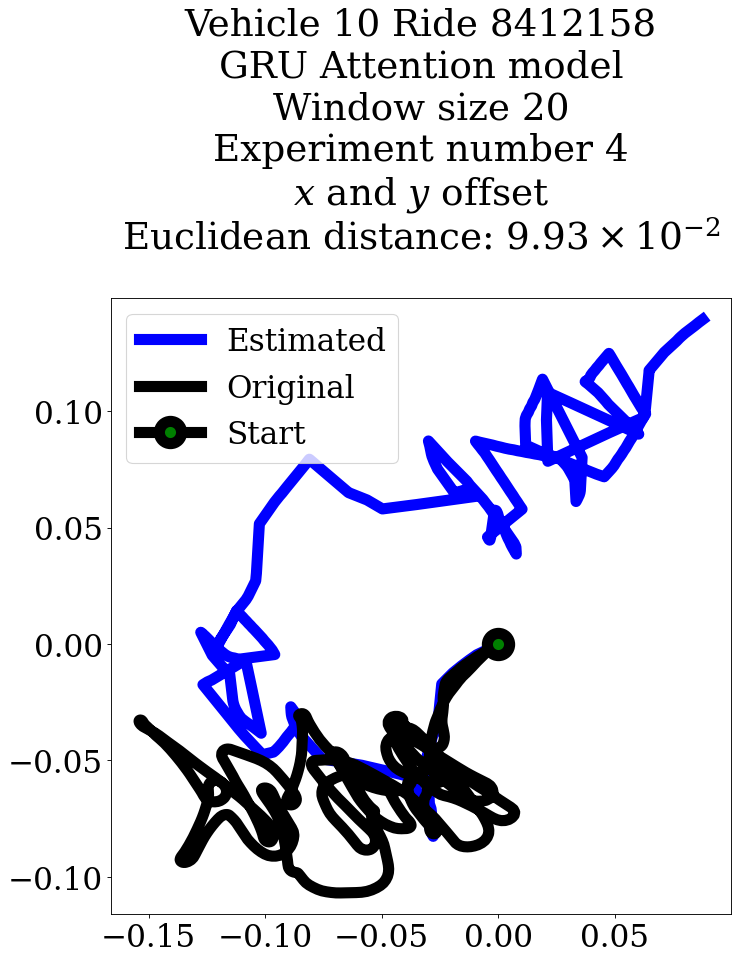 Vehicle 10 Ride 8412158
GRU Attention model
Window size 20
Experiment number 4
x and y offset
Euclidean distance: 9.93 × 10⁻²
Estimated
Original
Start
0.10
0.05
0.00
−0.05
−0.10
−0.15 −0.10 −0.05 0.00 0.05